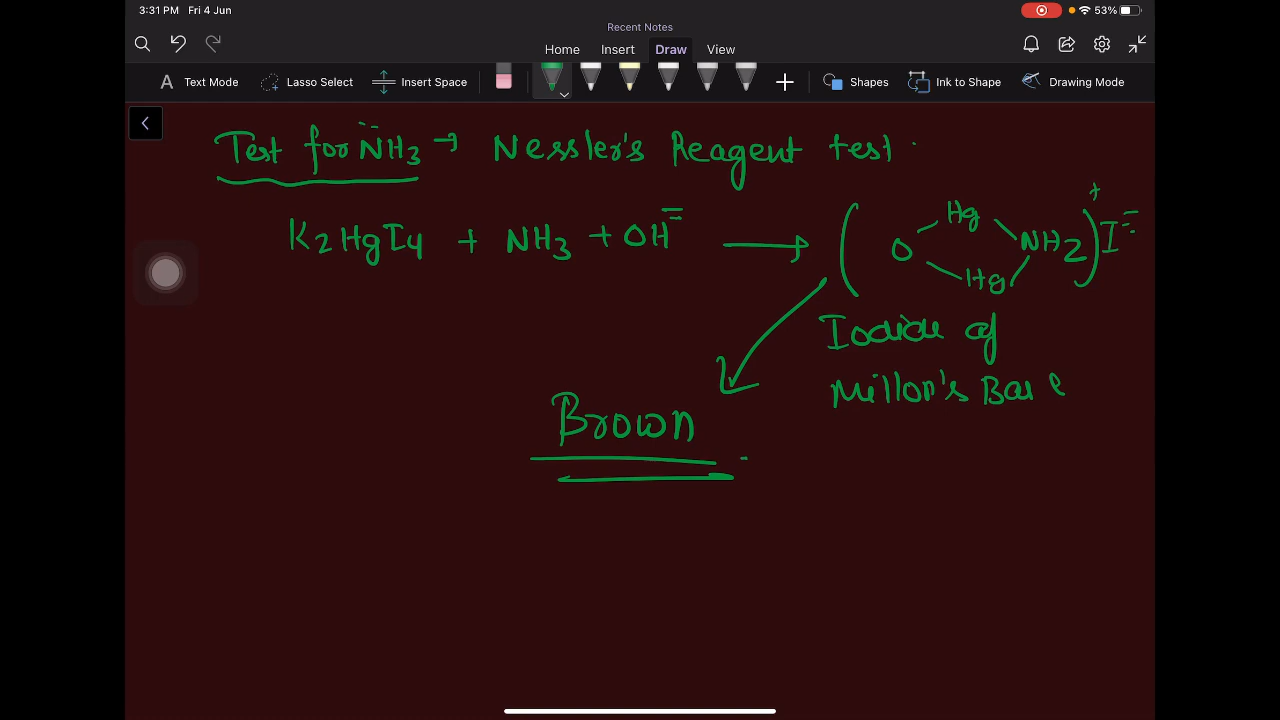 3:31 PM Fri 4 Jun
53%
Recent Notes
Home Insert Draw View
Text Mode Lasso Select Insert Space Shapes Ink to Shape Drawing Mode
Test for NH3 → Nessler's Reagent test
K2HgI4 + NH3 + OH⁻ → (O Hg Hg NH2)⁺ I⁻
Iodide of
Millon's Base
Brown